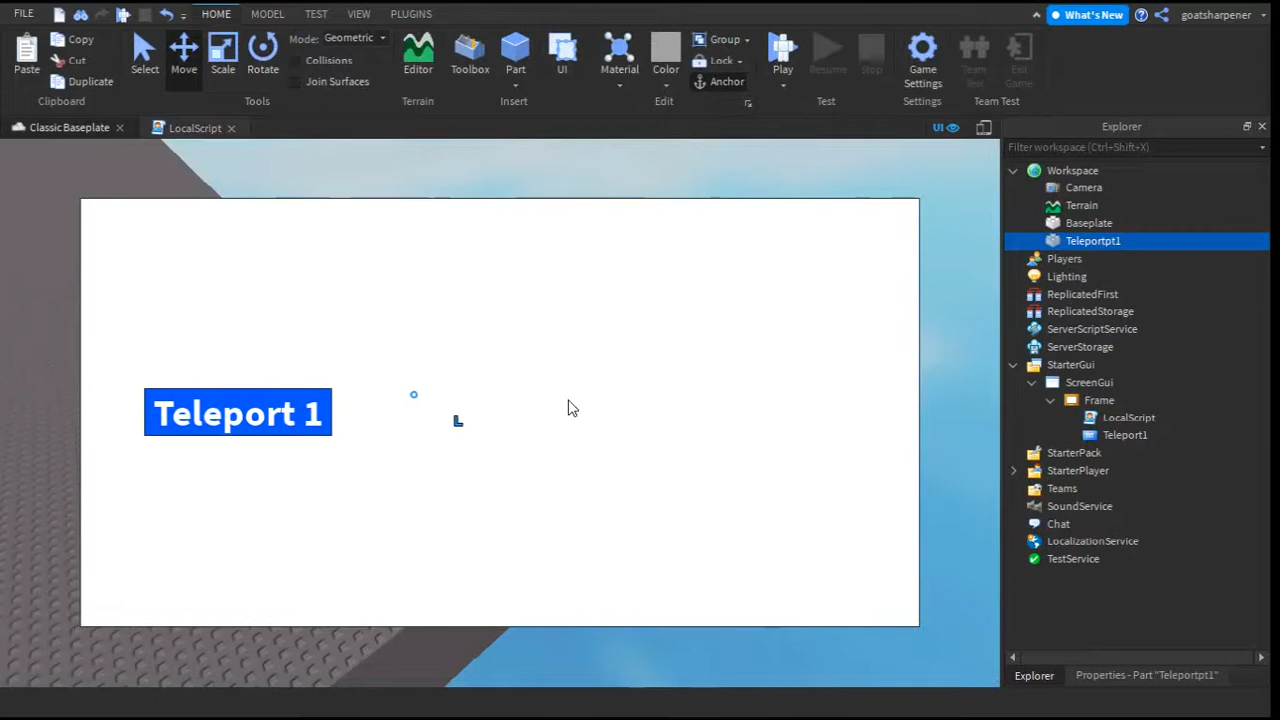 FILE HOME MODEL TEST VIEW PLUGINS What's New goatsharpener
Paste Copy Cut Duplicate Clipboard
Select Move Scale Rotate Mode: Geometric Collisions Join Surfaces Tools
Editor Terrain
Toolbox Part Insert
UI
Material Color Group Lock Anchor Edit
Play Resume Stop Test
Game Settings Settings
Team Test Exit Game Team Test
Classic Baseplate LocalScript UI
Teleport 1
L
Explorer
Filter workspace (Ctrl+Shift+X)
Workspace
Camera
Terrain
Baseplate
Teleportpt1
Players
Lighting
ReplicatedFirst
ReplicatedStorage
ServerScriptService
ServerStorage
StarterGui
ScreenGui
Frame
LocalScript
Teleport1
StarterPack
StarterPlayer
Teams
SoundService
Chat
LocalizationService
TestService
Explorer Properties - Part "Teleportpt1"